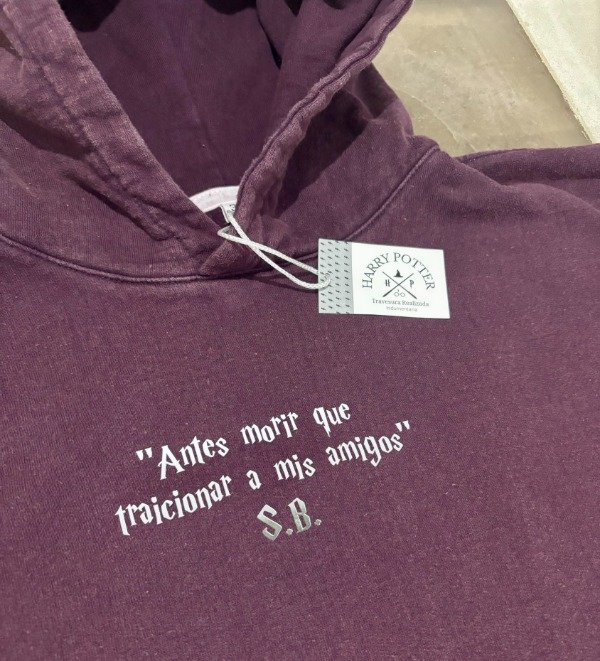 HARRY POTTER
H P
Travesura Realizada
"Antes morir que
traicionar a mis amigos"
S.B.